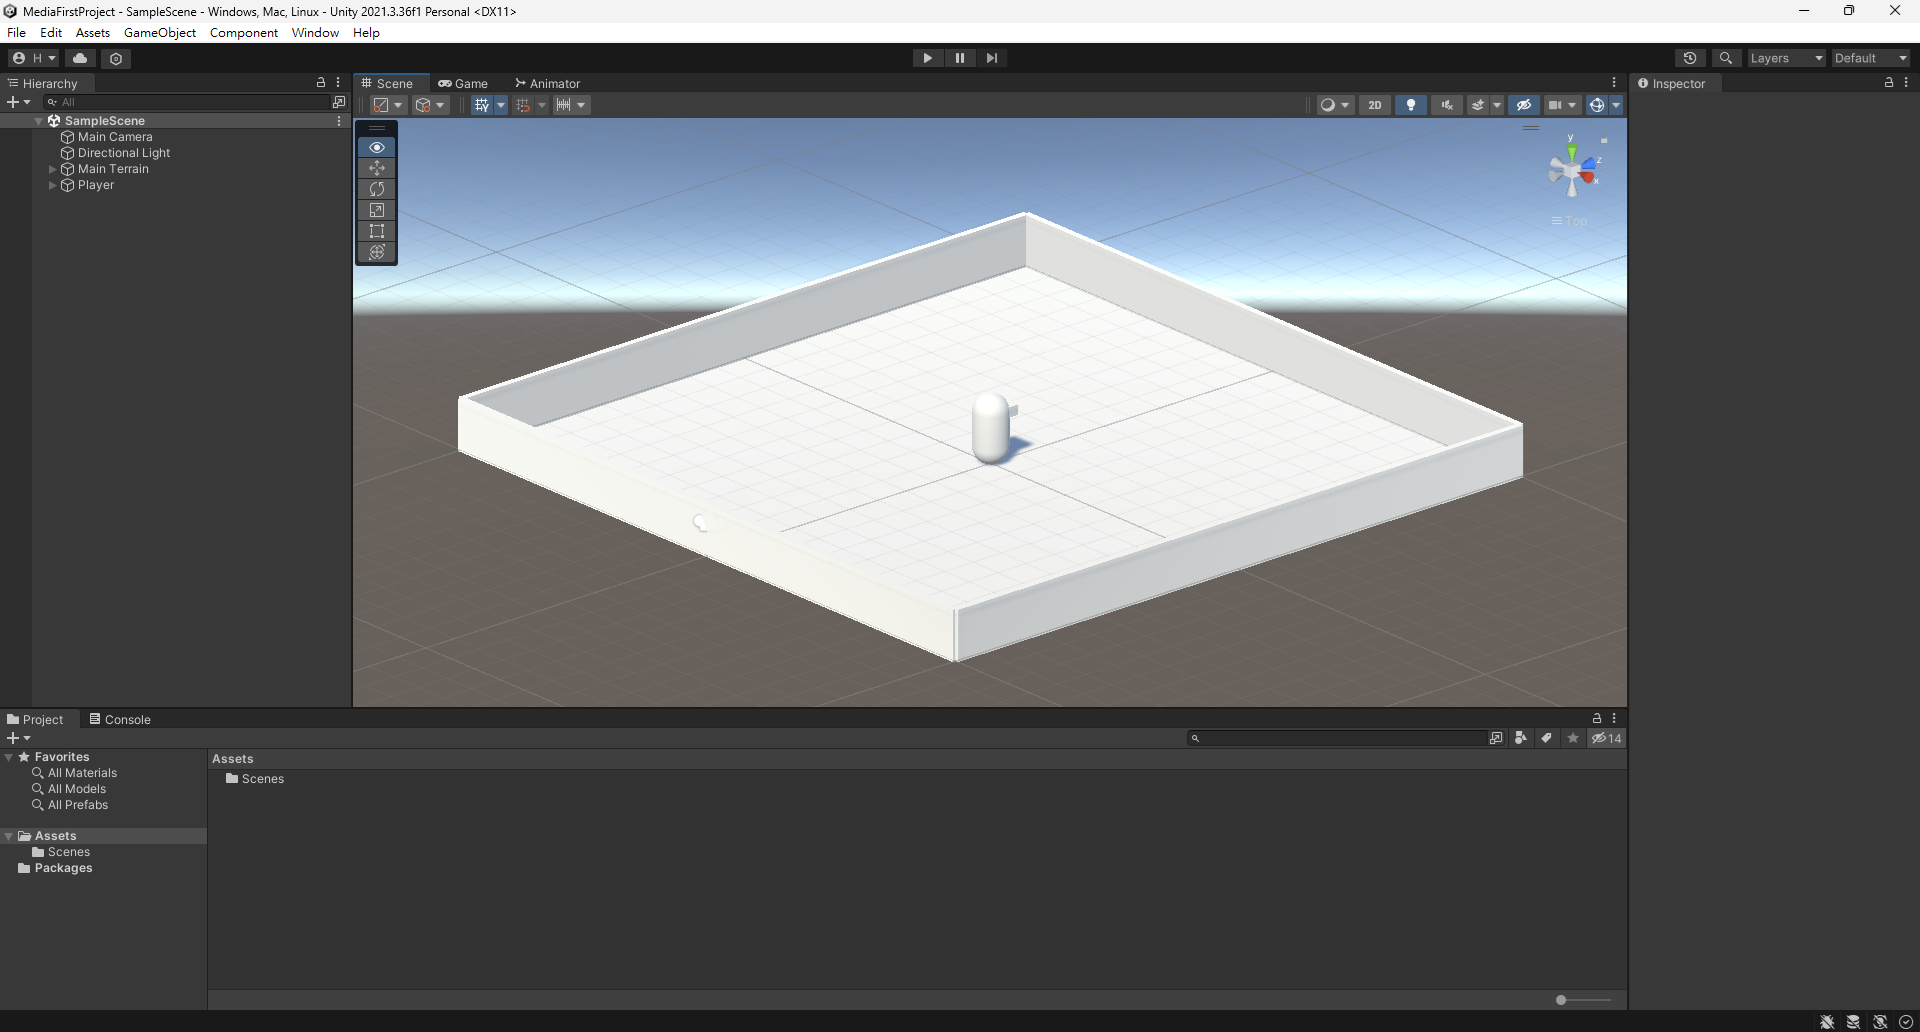 MediaFirstProject - SampleScene - Windows, Mac, Linux - Unity 2021.3.36f1 Personal <DX11>
File Edit Assets GameObject Component Window Help
H
Layers
Default
Hierarchy
All
SampleScene
Main Camera
Directional Light
Main Terrain
Player
Scene Game Animator
2D
y
z
x
Top
Inspector
Project Console
14
Favorites
All Materials
All Models
All Prefabs
Assets
Scenes
Packages
Assets
Scenes